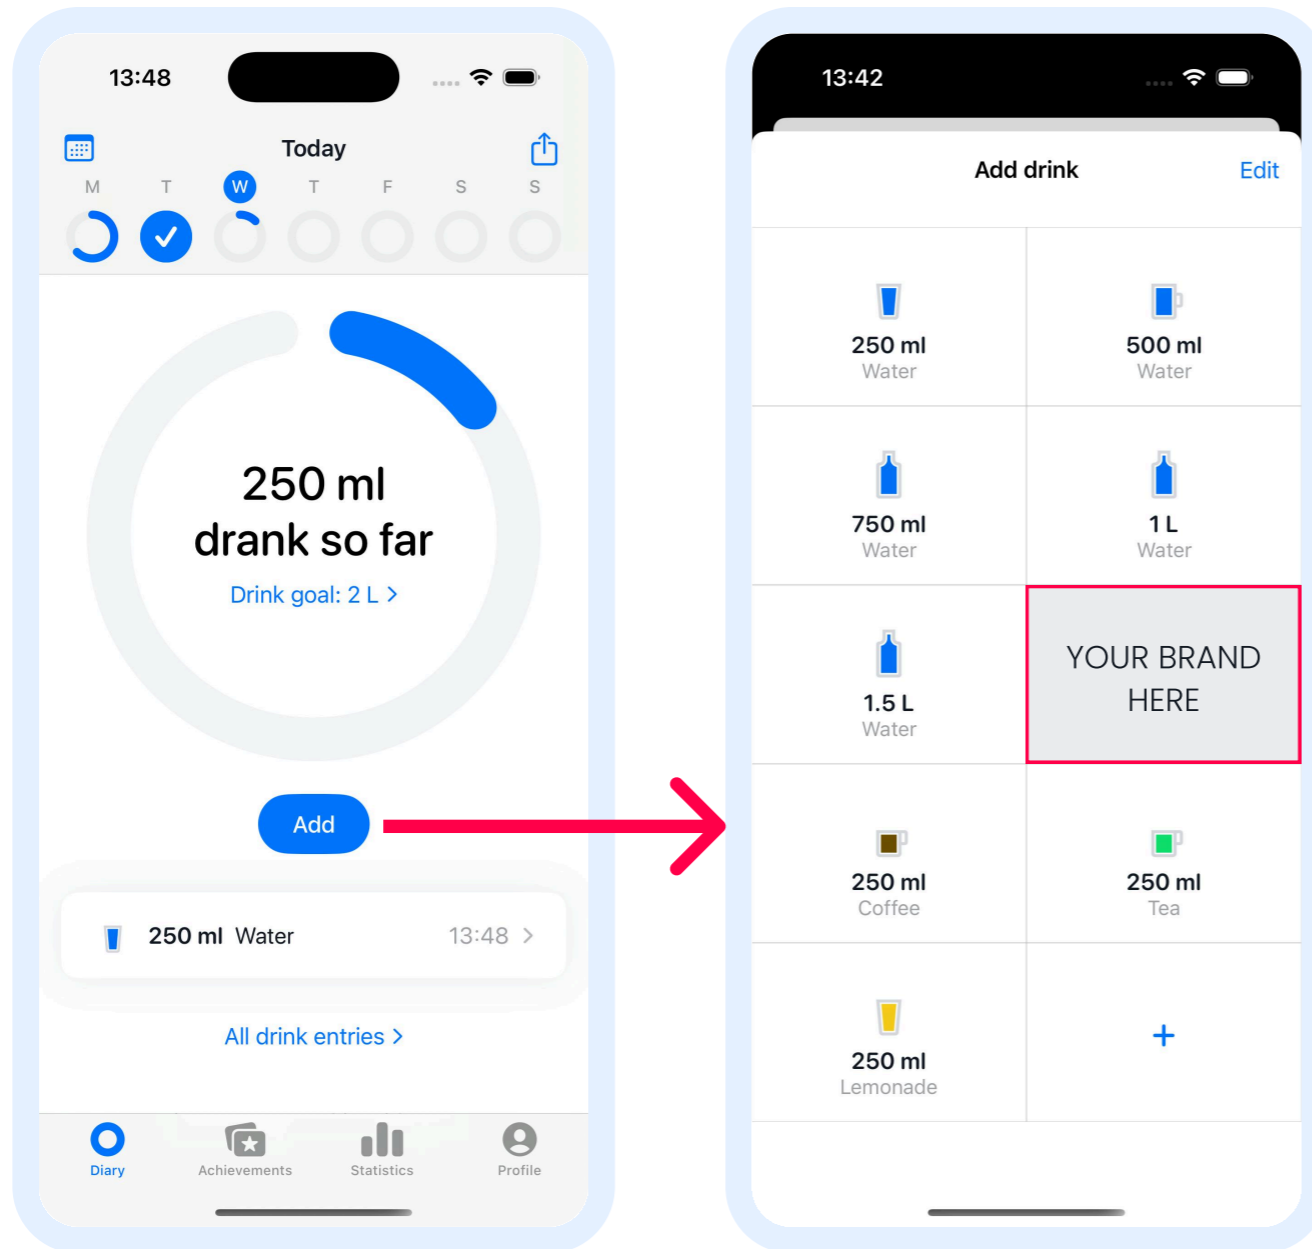 13:48
Today
M T W T F S S
250 ml
drank so far
Drink goal: 2 L >
Add
250 ml Water 13:48 >
All drink entries >
Diary Achievements Statistics Profile
13:42
Add drink Edit
250 ml 500 ml
Water Water
750 ml 1 L
Water Water
1.5 L
Water
YOUR BRAND
HERE
250 ml 250 ml
Coffee Tea
250 ml
Lemonade
+